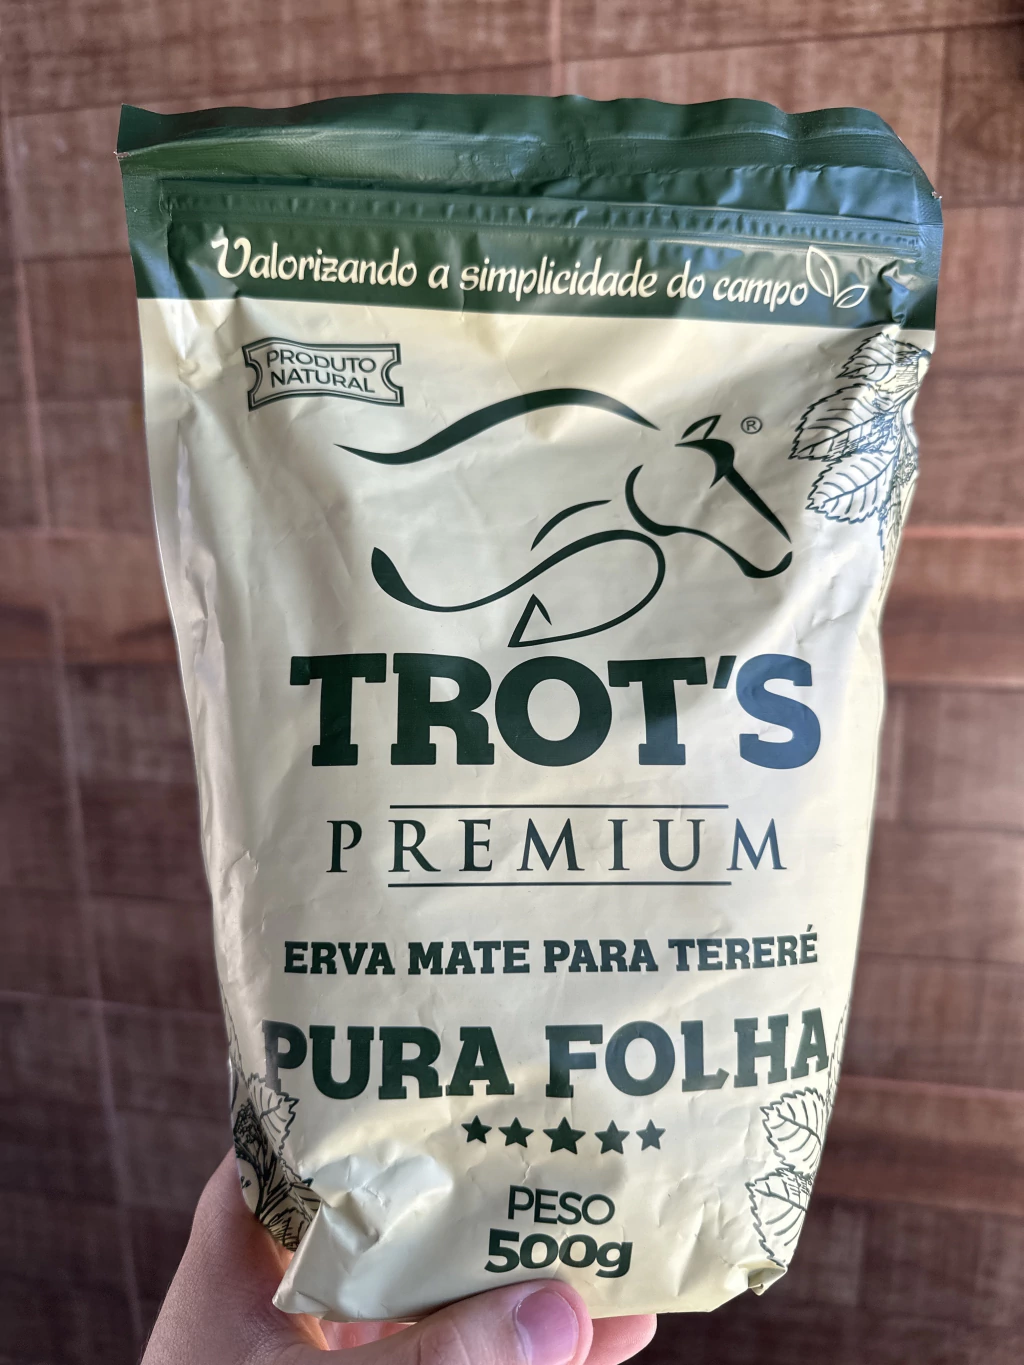 Valorizando a simplicidade do campo
PRODUTO
NATURAL
®
TROT'S
PREMIUM
ERVA MATE PARA TERERÉ
PURA FOLHA
PESO
500g